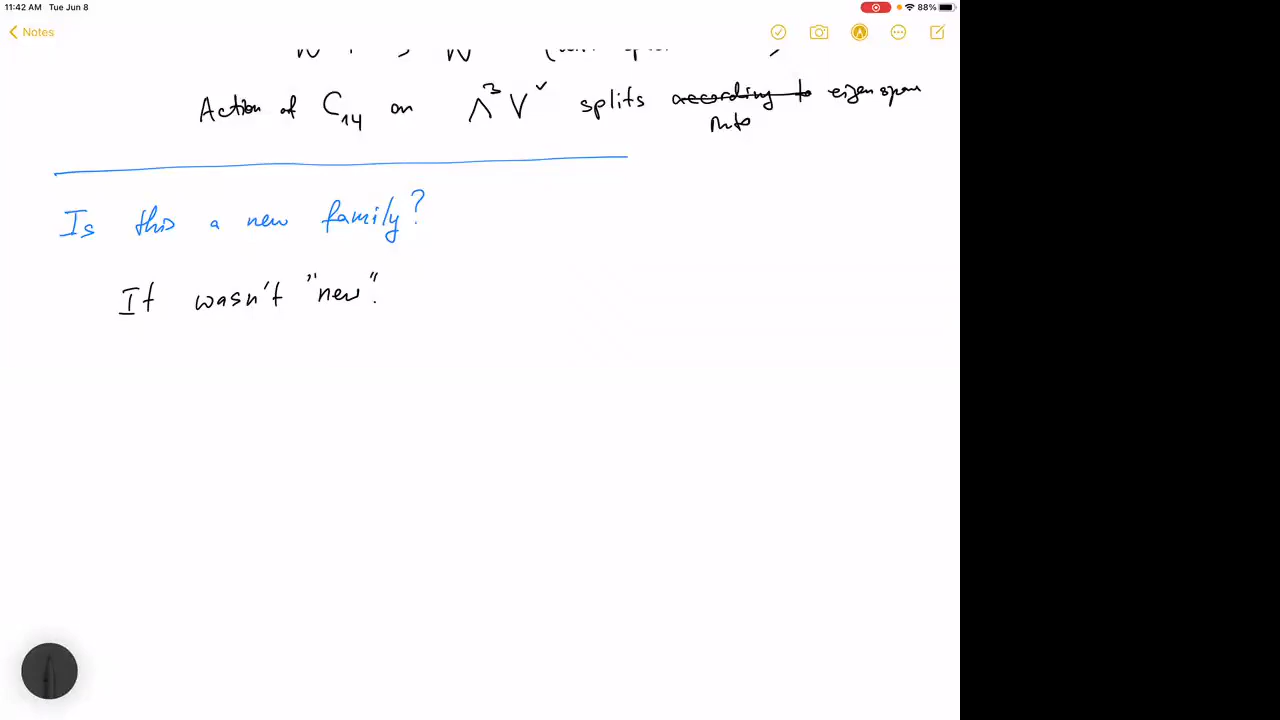 11:42 AM Tue Jun 8 88%
Notes
Action of C₁₄ on Λ³V^∨ splits according to eigenspan
into
Is this a new family?
If wasn't "new".